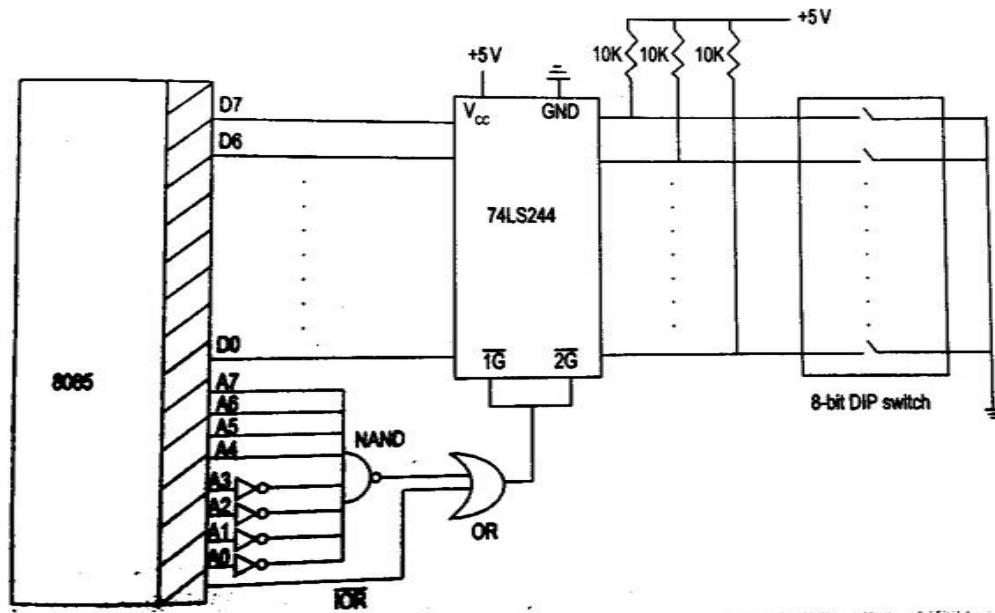 +5V
10K 10K 10K
+5V
D7
VCC GND
D6
74LS244
D0
1G 2G
8085
A7
8-bit DIP switch
A6
A5
NAND
A4
A3
A2
OR
A1
A0
IOR